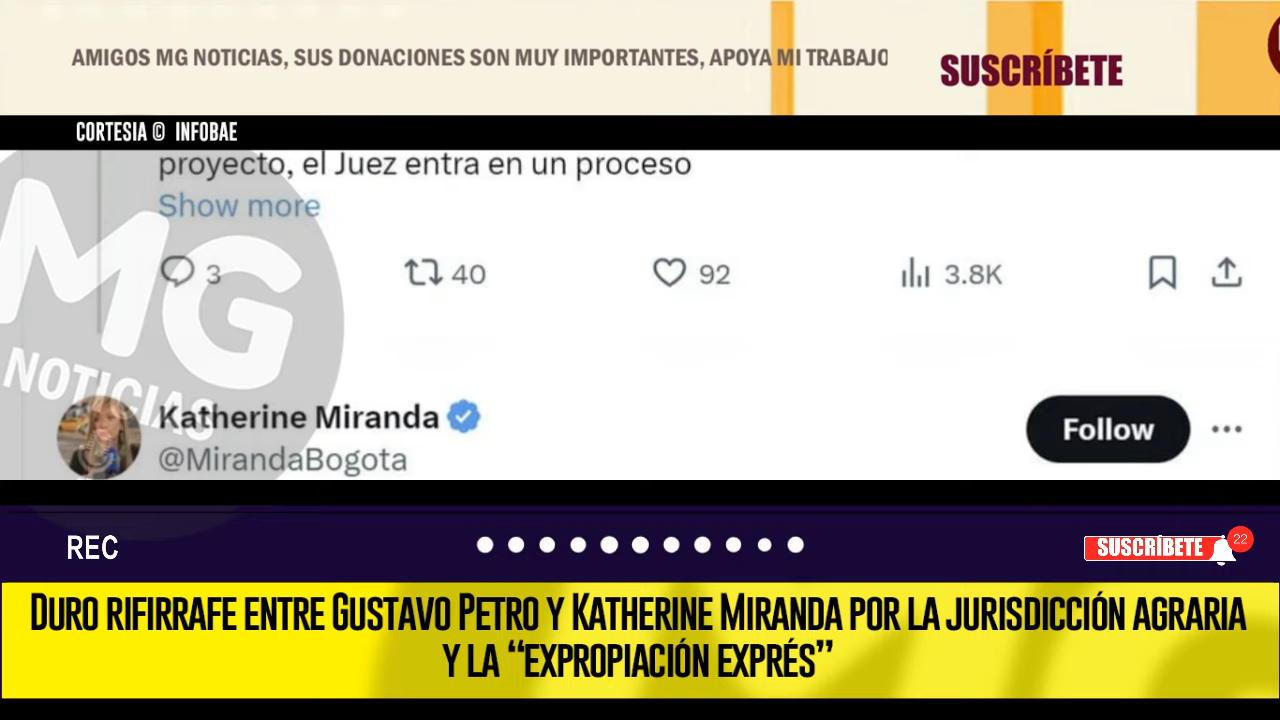 AMIGOS MG NOTICIAS, SUS DONACIONES SON MUY IMPORTANTES, APOYA MI TRABAJO
SUSCRÍBETE
CORTESIA © INFOBAE
proyecto, el Juez entra en un proceso
Show more
3 40 92 3.8K
MG
NOTICIAS
Katherine Miranda
@MirandaBogota
Follow
REC
SUSCRÍBETE
22
DURO RIFIRRAFE ENTRE GUSTAVO PETRO Y KATHERINE MIRANDA POR LA JURISDICCIÓN AGRARIA
Y LA “EXPROPIACIÓN EXPRÉS”